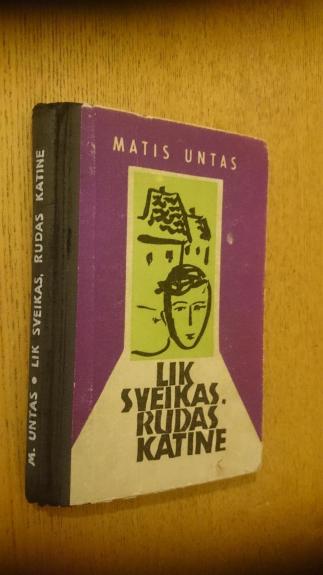 MATIS UNTAS
LIK
SVEIKAS,
RUDAS
KATINE
M. UNTAS • LIK SVEIKAS, RUDAS KATINE